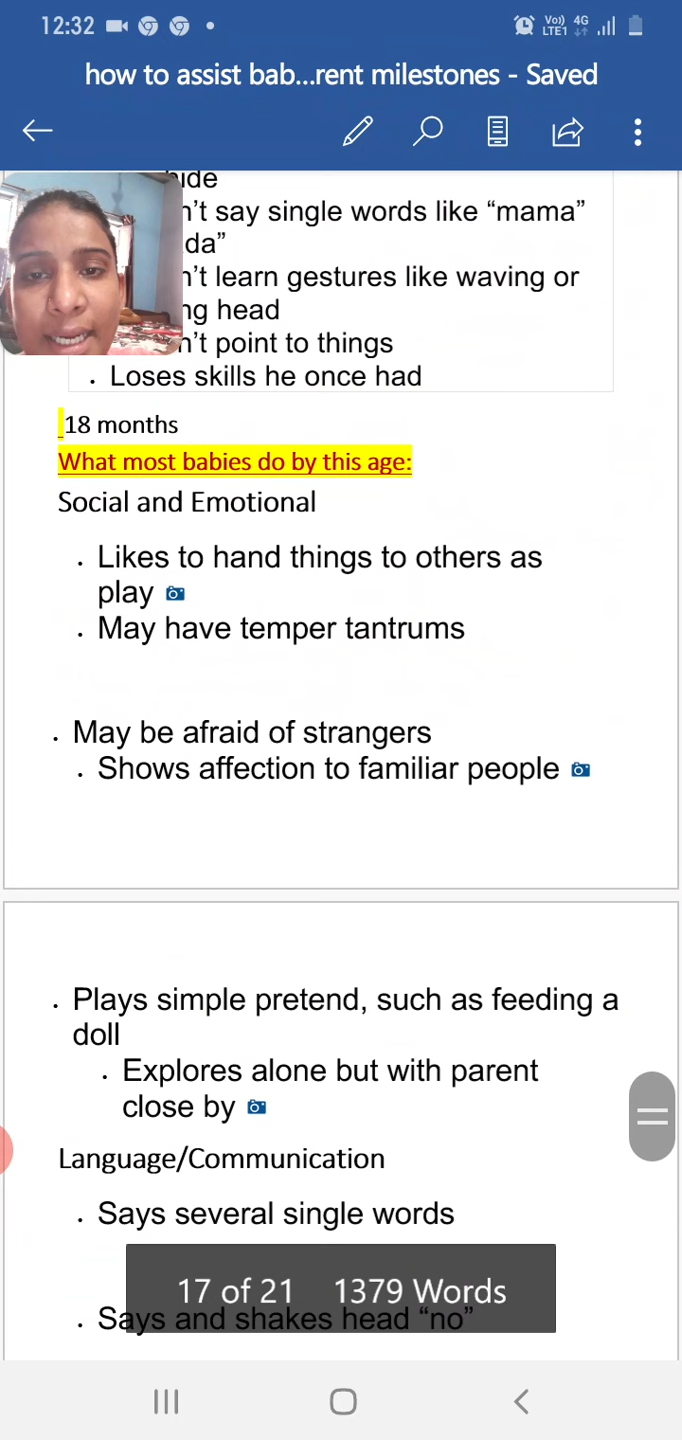 12:32 Vo)) LTE1 4G
how to assist bab...rent milestones - Saved
hide
n't say single words like “mama”
da”
n't learn gestures like waving or
ng head
n't point to things
. Loses skills he once had
18 months
What most babies do by this age:
Social and Emotional
. Likes to hand things to others as
play
. May have temper tantrums
. May be afraid of strangers
. Shows affection to familiar people
. Plays simple pretend, such as feeding a
doll
. Explores alone but with parent
close by
Language/Communication
. Says several single words
17 of 21 1379 Words
. Says and shakes head “no”